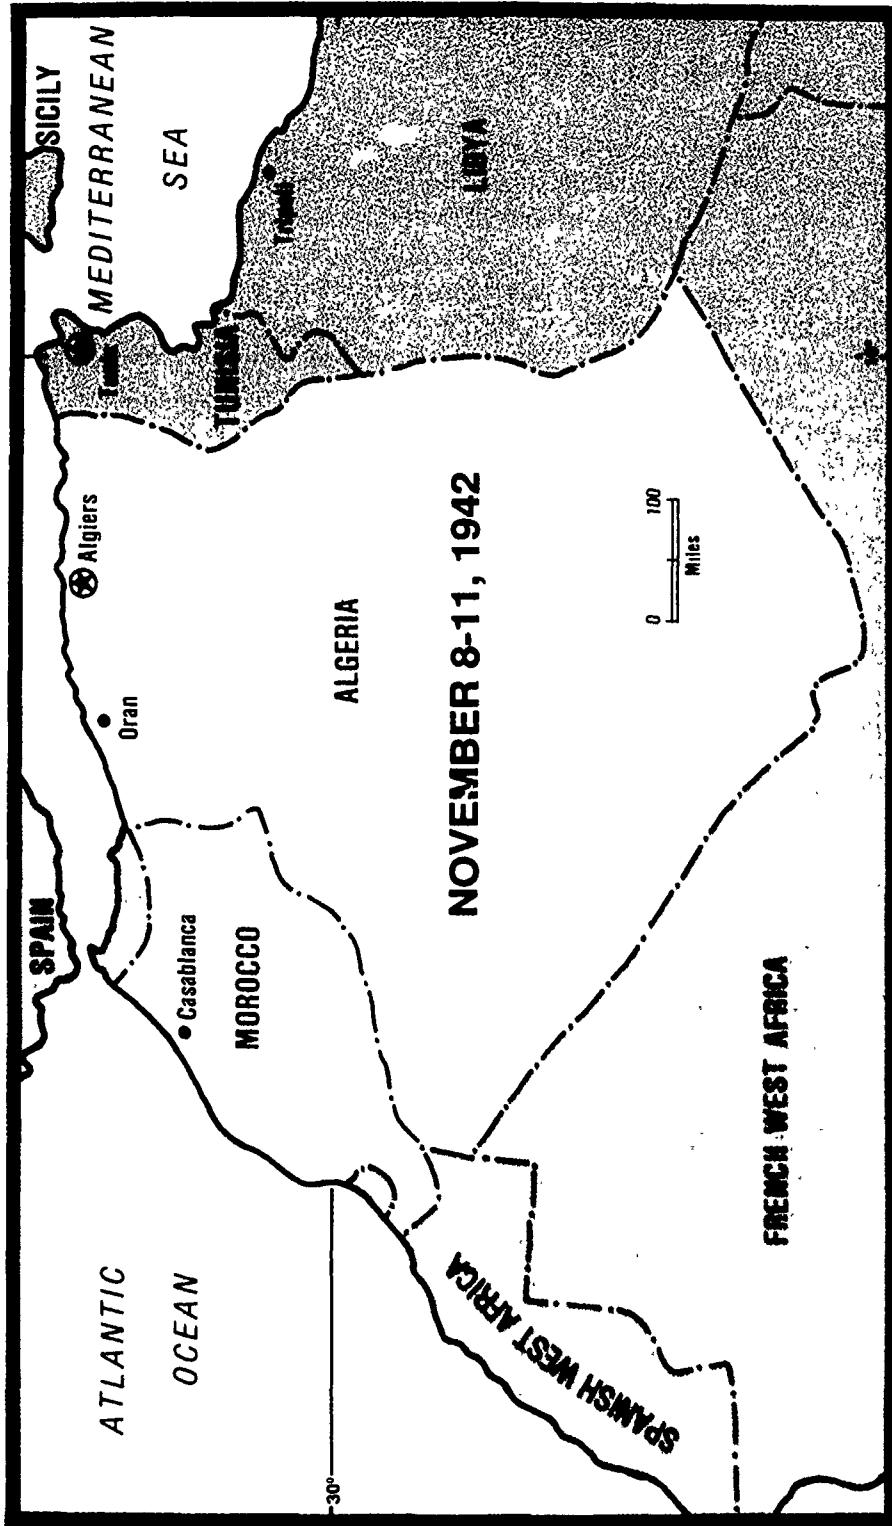 SPAIN
SICILY
MEDITERRANEAN
SEA
ATLANTIC
OCEAN
Oran
Algiers
Tunis
TUNISIA
Tripoli
Casablanca
MOROCCO
ALGERIA
LIBYA
30°
NOVEMBER 8-11, 1942
0 100
Miles
SPANISH WEST AFRICA
FRENCH WEST AFRICA